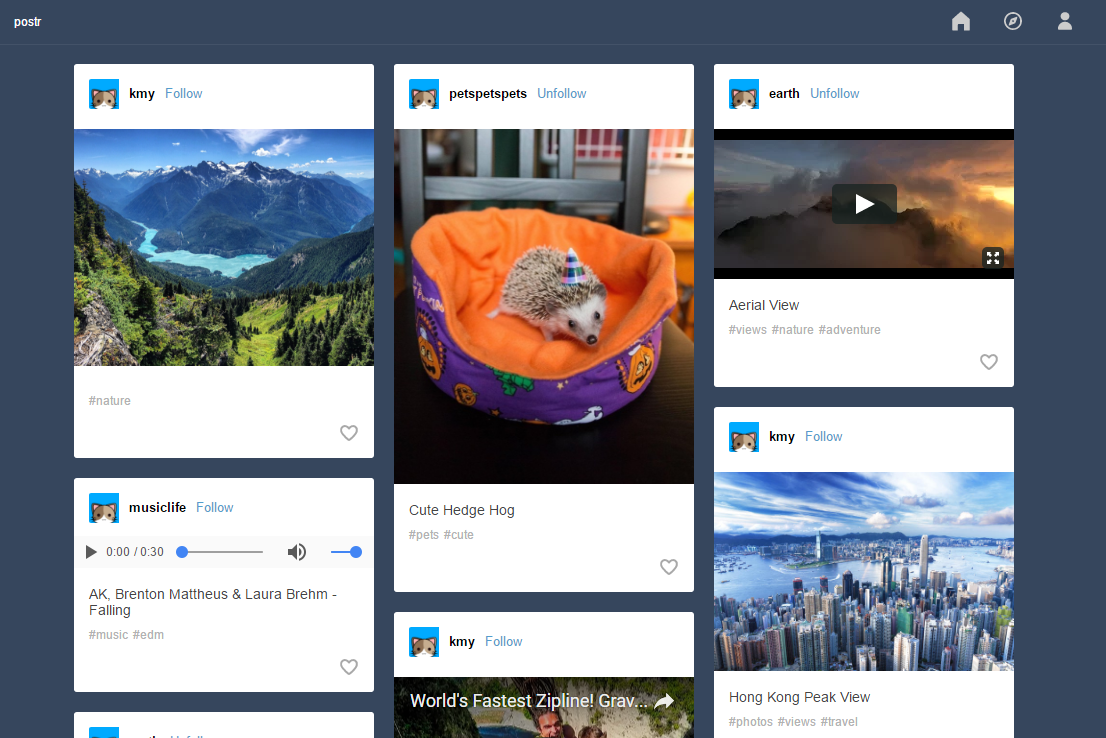 postr
kmy Follow
#nature
musiclife Follow
0:00 / 0:30
AK, Brenton Mattheus & Laura Brehm -
Falling
#music #edm
petspetspets Unfollow
Cute Hedge Hog
#pets #cute
kmy Follow
World's Fastest Zipline! Grav...
earth Unfollow
Aerial View
#views #nature #adventure
kmy Follow
Hong Kong Peak View
#photos #views #travel